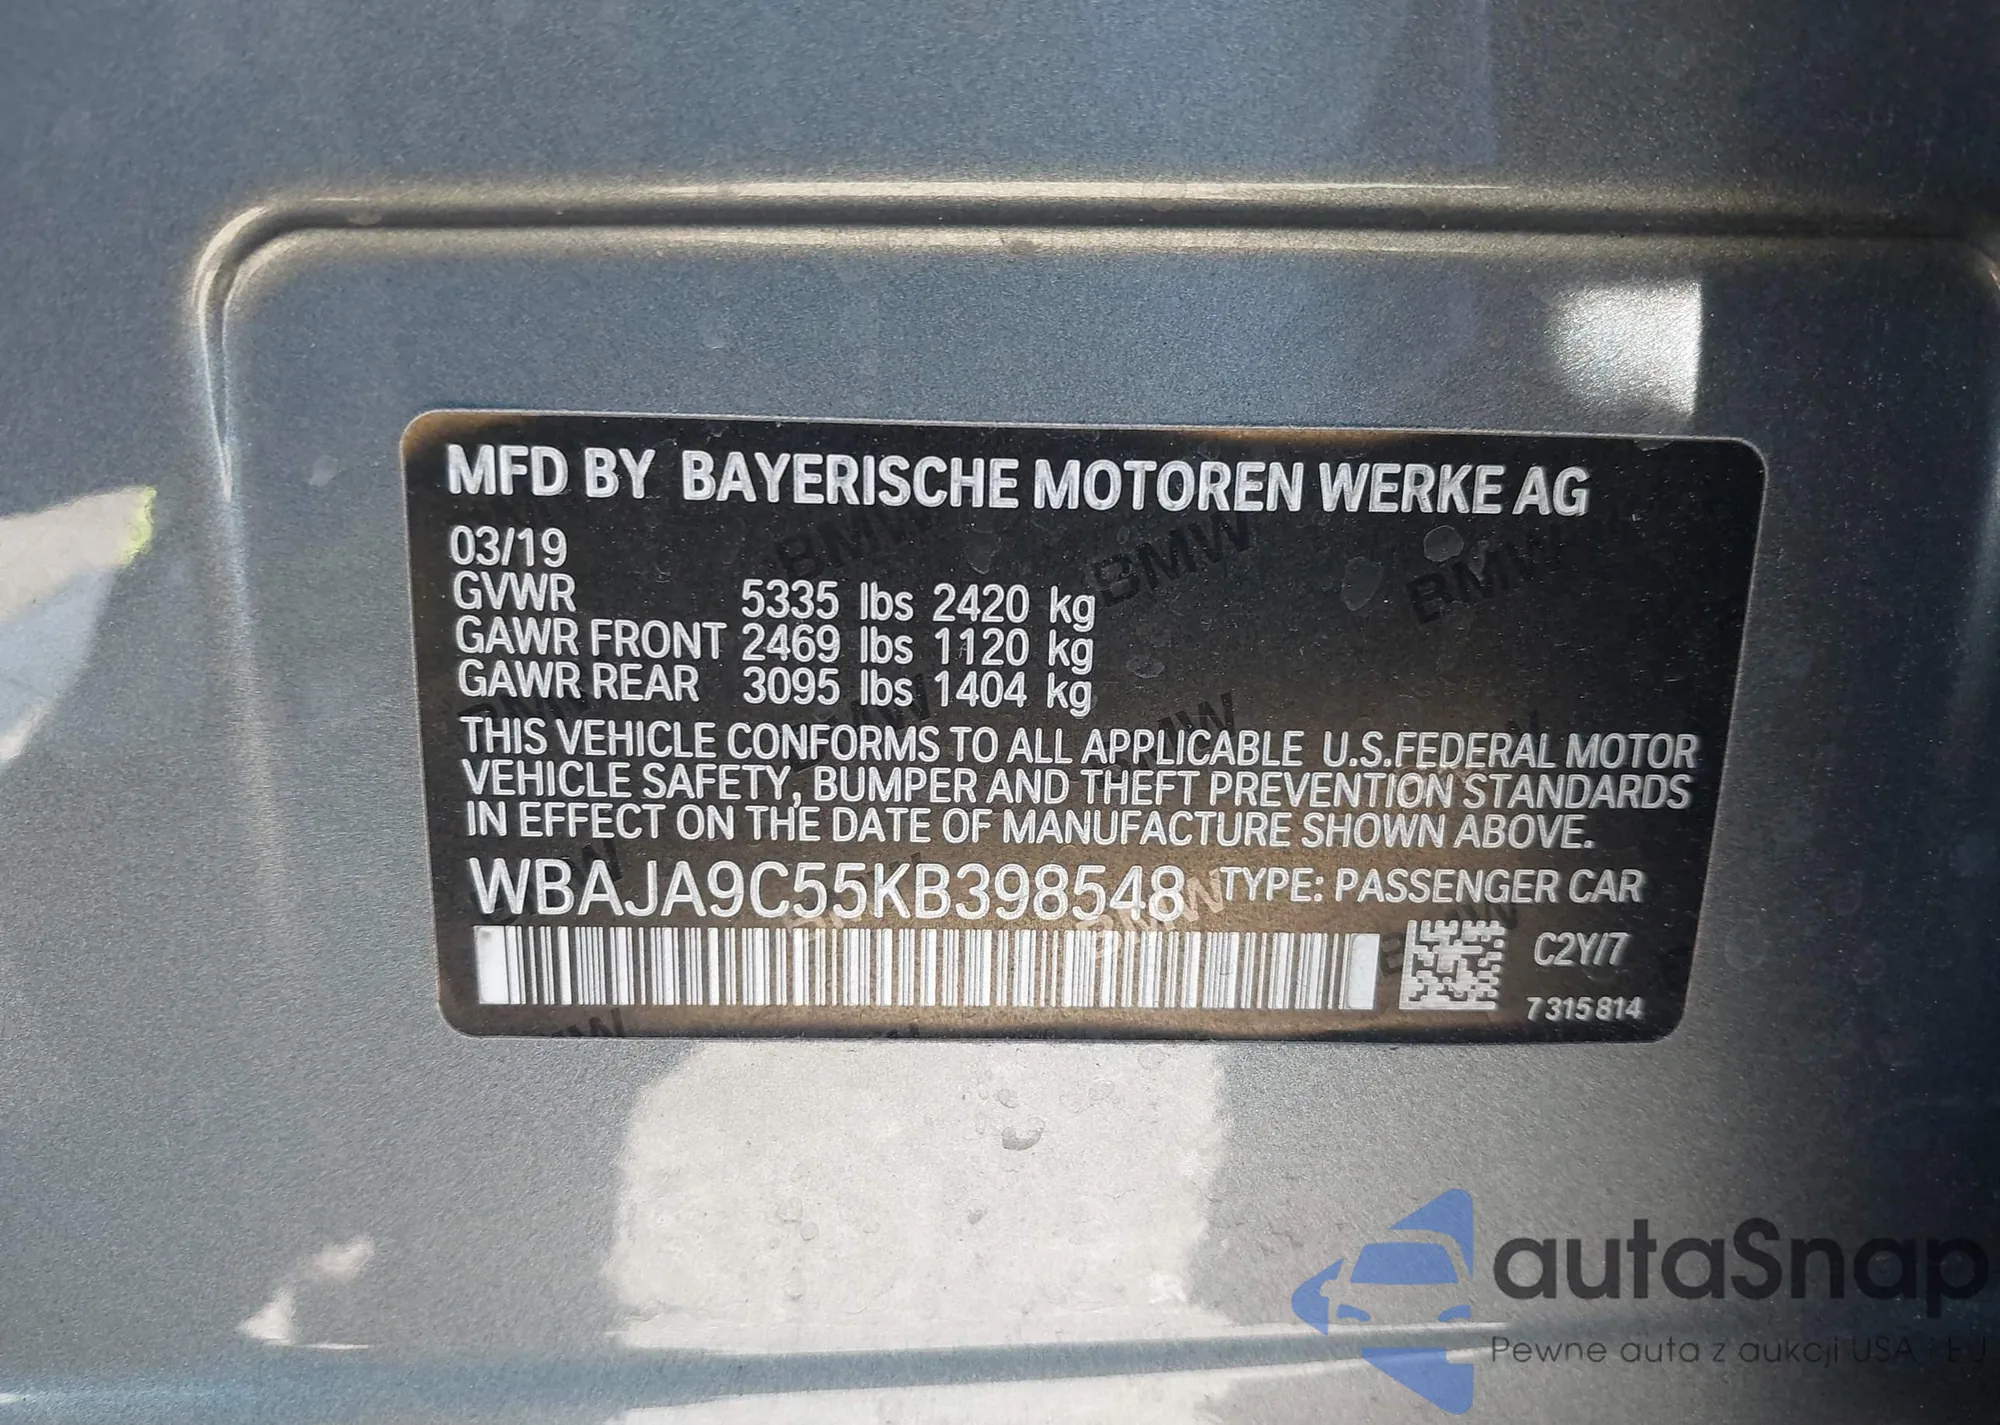 MFD BY BAYERISCHE MOTOREN WERKE AG
03/19
GVWR 5335 lbs 2420 kg
GAWR FRONT 2469 lbs 1120 kg
GAWR REAR 3095 lbs 1404 kg
THIS VEHICLE CONFORMS TO ALL APPLICABLE U.S.FEDERAL MOTOR
VEHICLE SAFETY, BUMPER AND THEFT PREVENTION STANDARDS
IN EFFECT ON THE DATE OF MANUFACTURE SHOWN ABOVE.
WBAJA9C55KB398548 TYPE: PASSENGER CAR
C2Y/7
7 315 814
autaSnap
Pewne auta z aukcji USA i EU